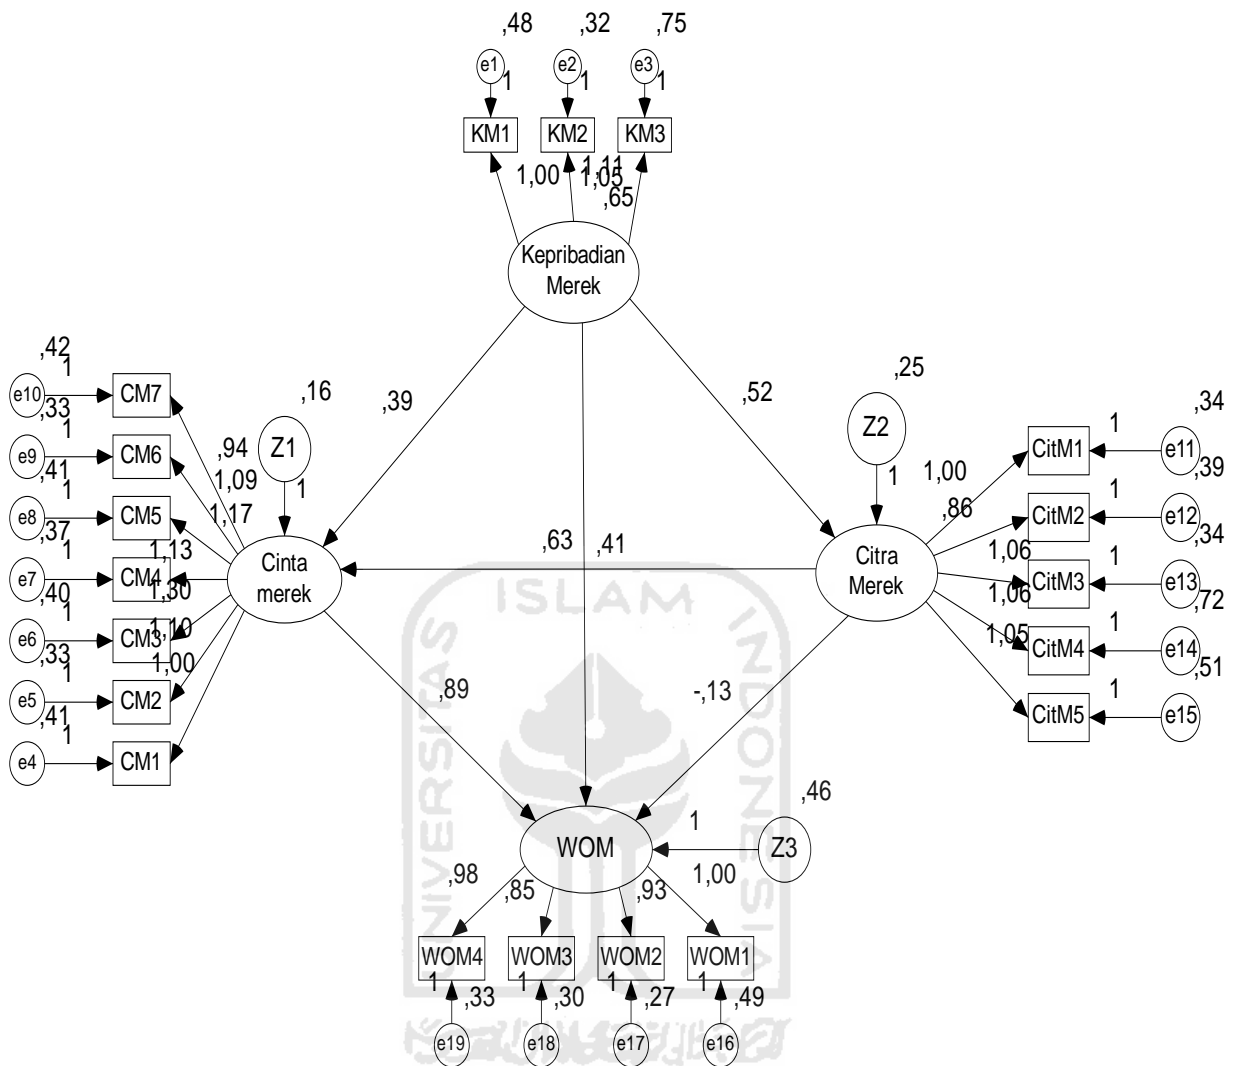 ,48 ,32 ,75
e1 e2 e3
1 1 1
KM1 KM2 KM3
1,00 1,11 1,05
,65
Kepribadian
Merek
,42
1
e10 CM7
,33
1
e9 CM6
,41
1
e8 CM5
,37
1
e7 CM4
,40
1
e6 CM3
,33
1
e5 CM2
,41
1
e4 CM1
,94
1,09
1,17
1,13
1,30
1,10
1,00
,16
Z1
1
Cinta
merek
,39
,52
,63 ,41
,89
-,13
,25
Z2
1
Citra
Merek
1,00
,86
1,06
1,06
1,05
,34
CitM1 1 e11
,39
CitM2 1 e12
,34
CitM3 1 e13
,72
CitM4 1 e14
,51
CitM5 1 e15
,46
WOM 1 Z3
,98 ,85 ,93 1,00
WOM4 WOM3 WOM2 WOM1
1 1 1 1
,33 ,30 ,27 ,49
e19 e18 e17 e16
UNIVERSITAS
ISLAM
INDONESIA